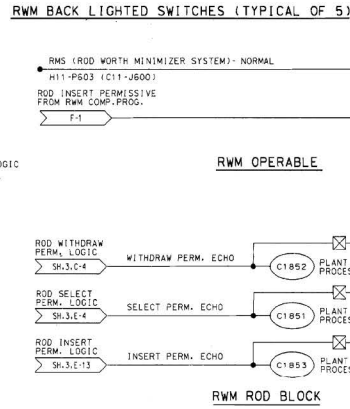 RWM BACK LIGHTED SWITCHES (TYPICAL OF 5)
RMS (ROD WORTH MINIMIZER SYSTEM)- NORMAL
H11-P603 (C11-J600)
ROD INSERT PERMISSIVE
FROM RWM COMP.PROG.
F-1
OGIC
RWM OPERABLE
ROD WITHDRAW
PERM. LOGIC
SH.3,C-4
WITHDRAW PERM. ECHO
C1852
PLANT
PROCES
ROD SELECT
PERM. LOGIC
SH.3,E-4
SELECT PERM. ECHO
C1851
PLANT
PROCES
ROD INSERT
PERM. LOGIC
SH.3,E-13
INSERT PERM. ECHO
C1853
PLANT
PROCES
RWM ROD BLOCK